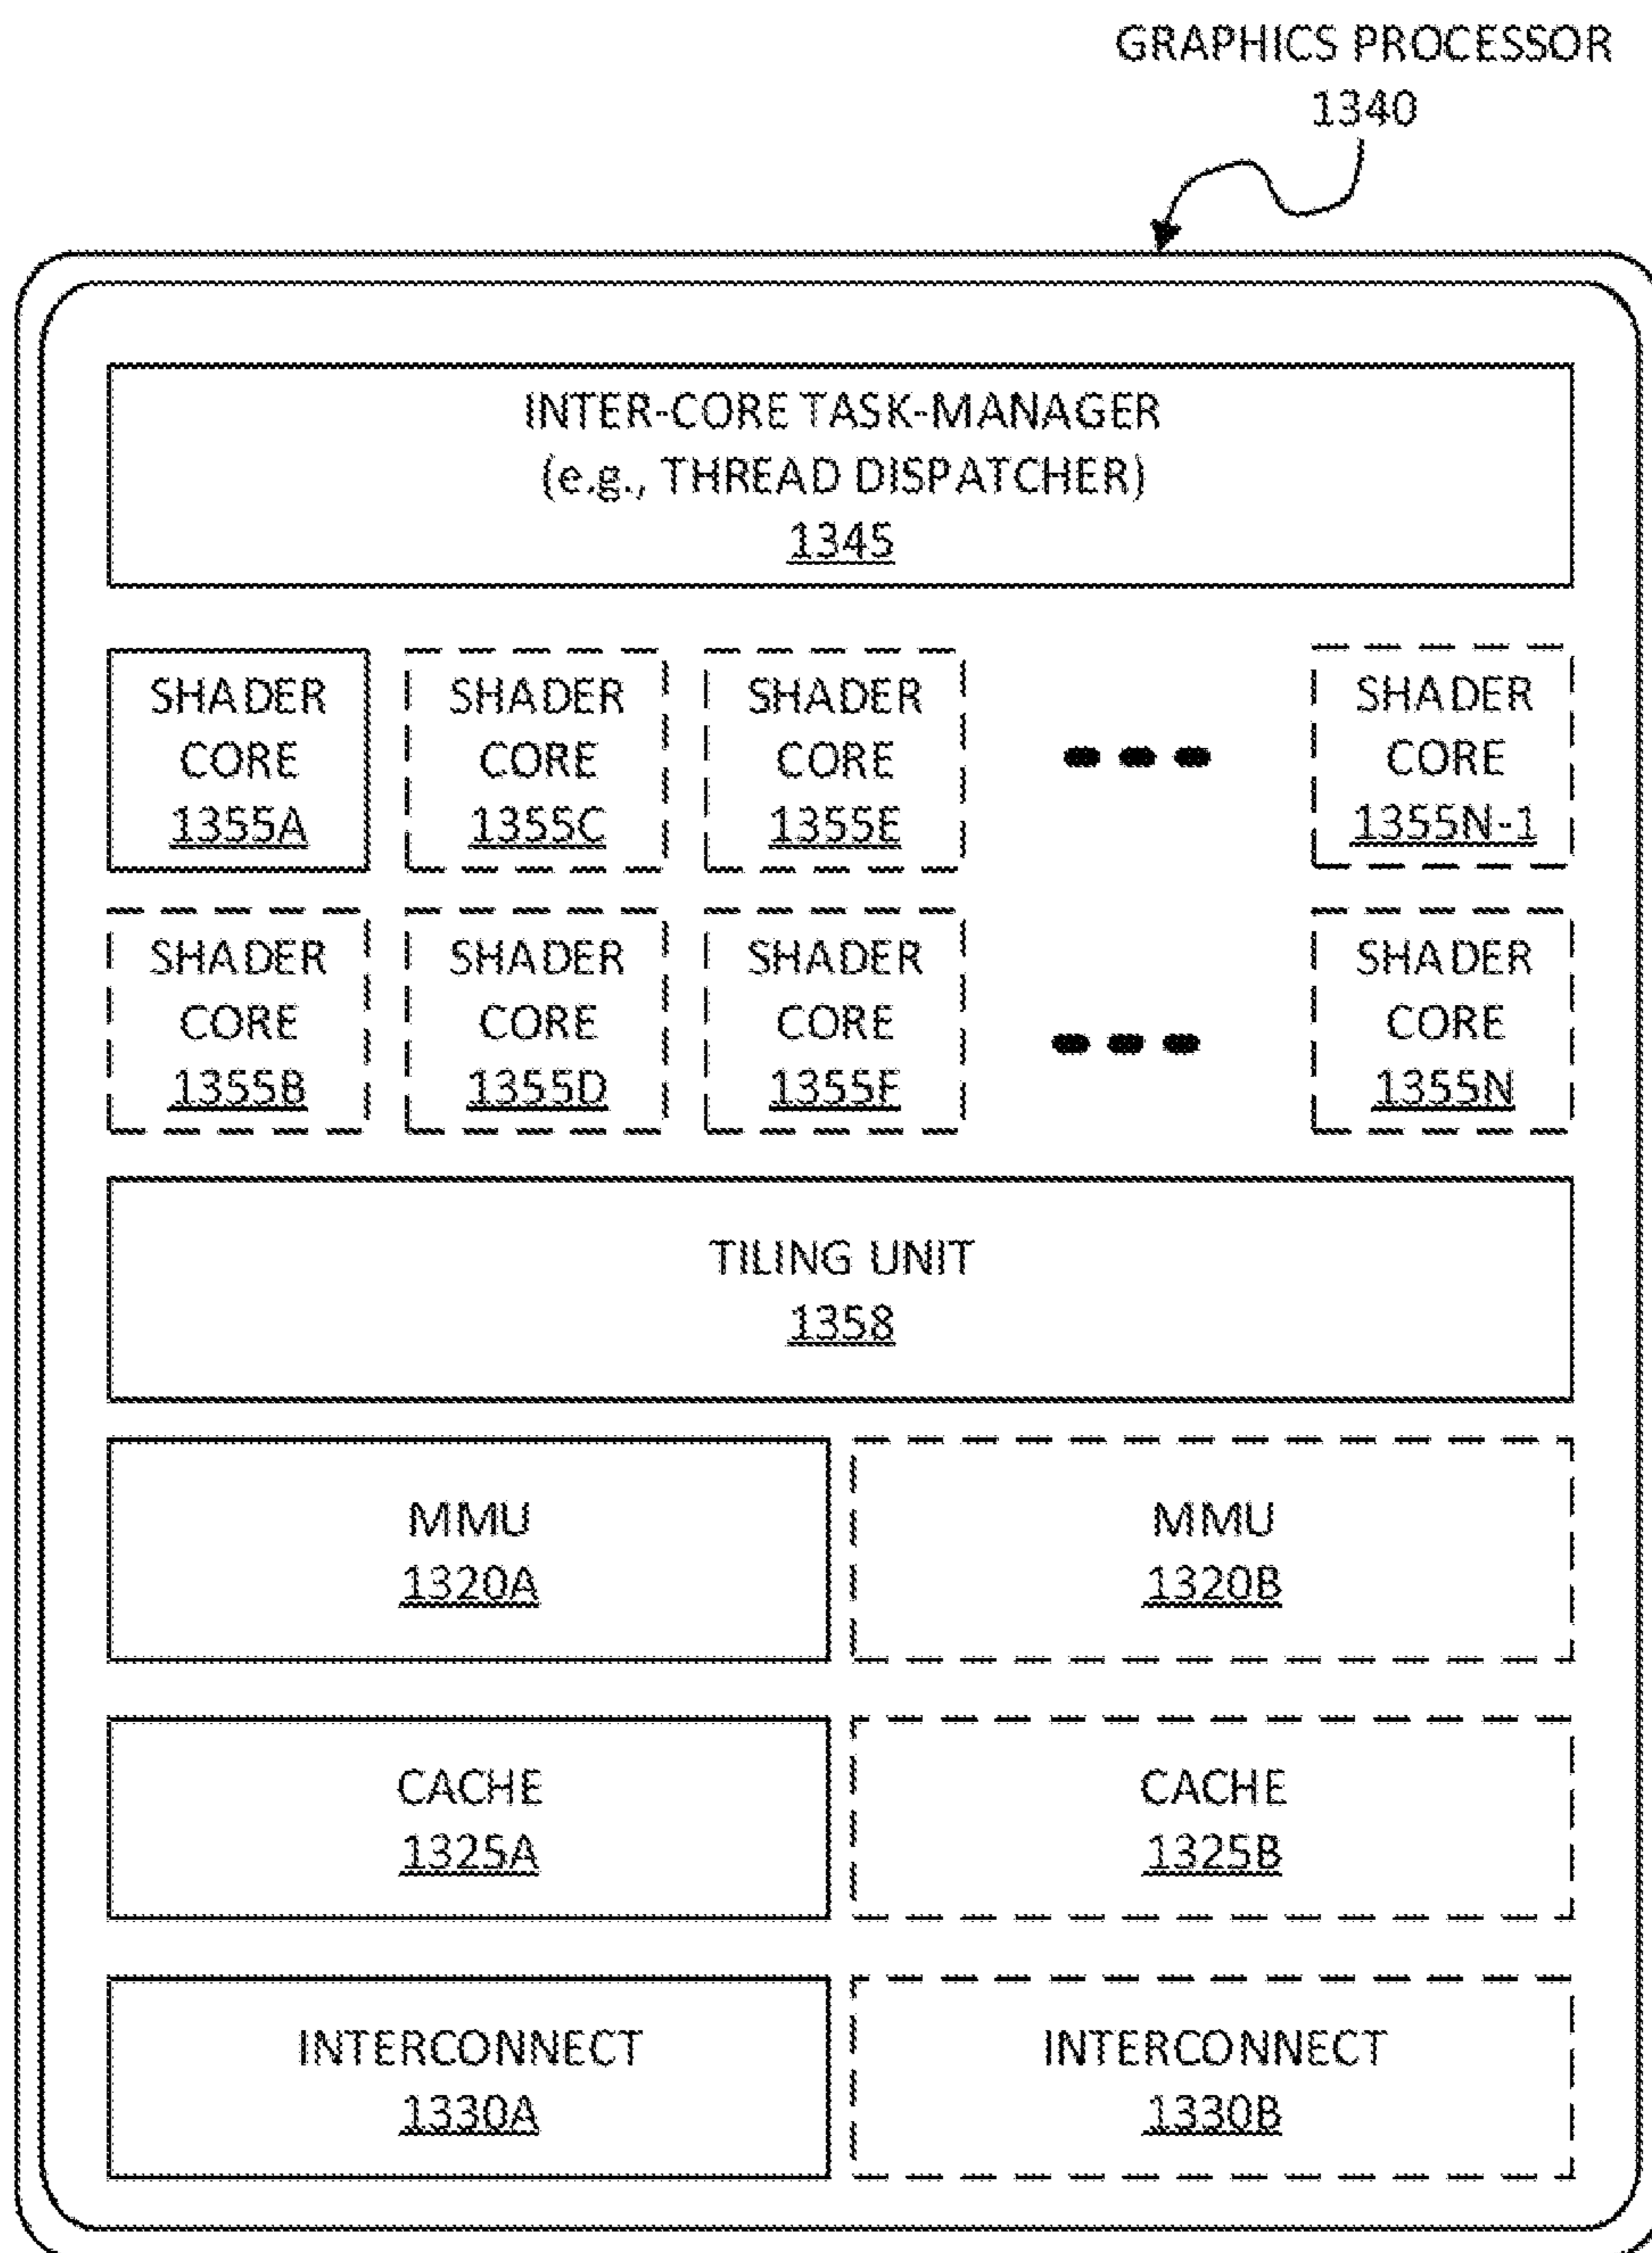 GRAPHICS PROCESSOR
1340
INTER-CORE TASK-MANAGER
(e.g., THREAD DISPATCHER)
1345
SHADER
CORE
1355A
SHADER
CORE
1355C
SHADER
CORE
1355E
SHADER
CORE
1355N-1
SHADER
CORE
1355B
SHADER
CORE
1355D
SHADER
CORE
1355F
SHADER
CORE
1355N
TILING UNIT
1358
MMU
1320A
MMU
1320B
CACHE
1325A
CACHE
1325B
INTERCONNECT
1330A
INTERCONNECT
1330B